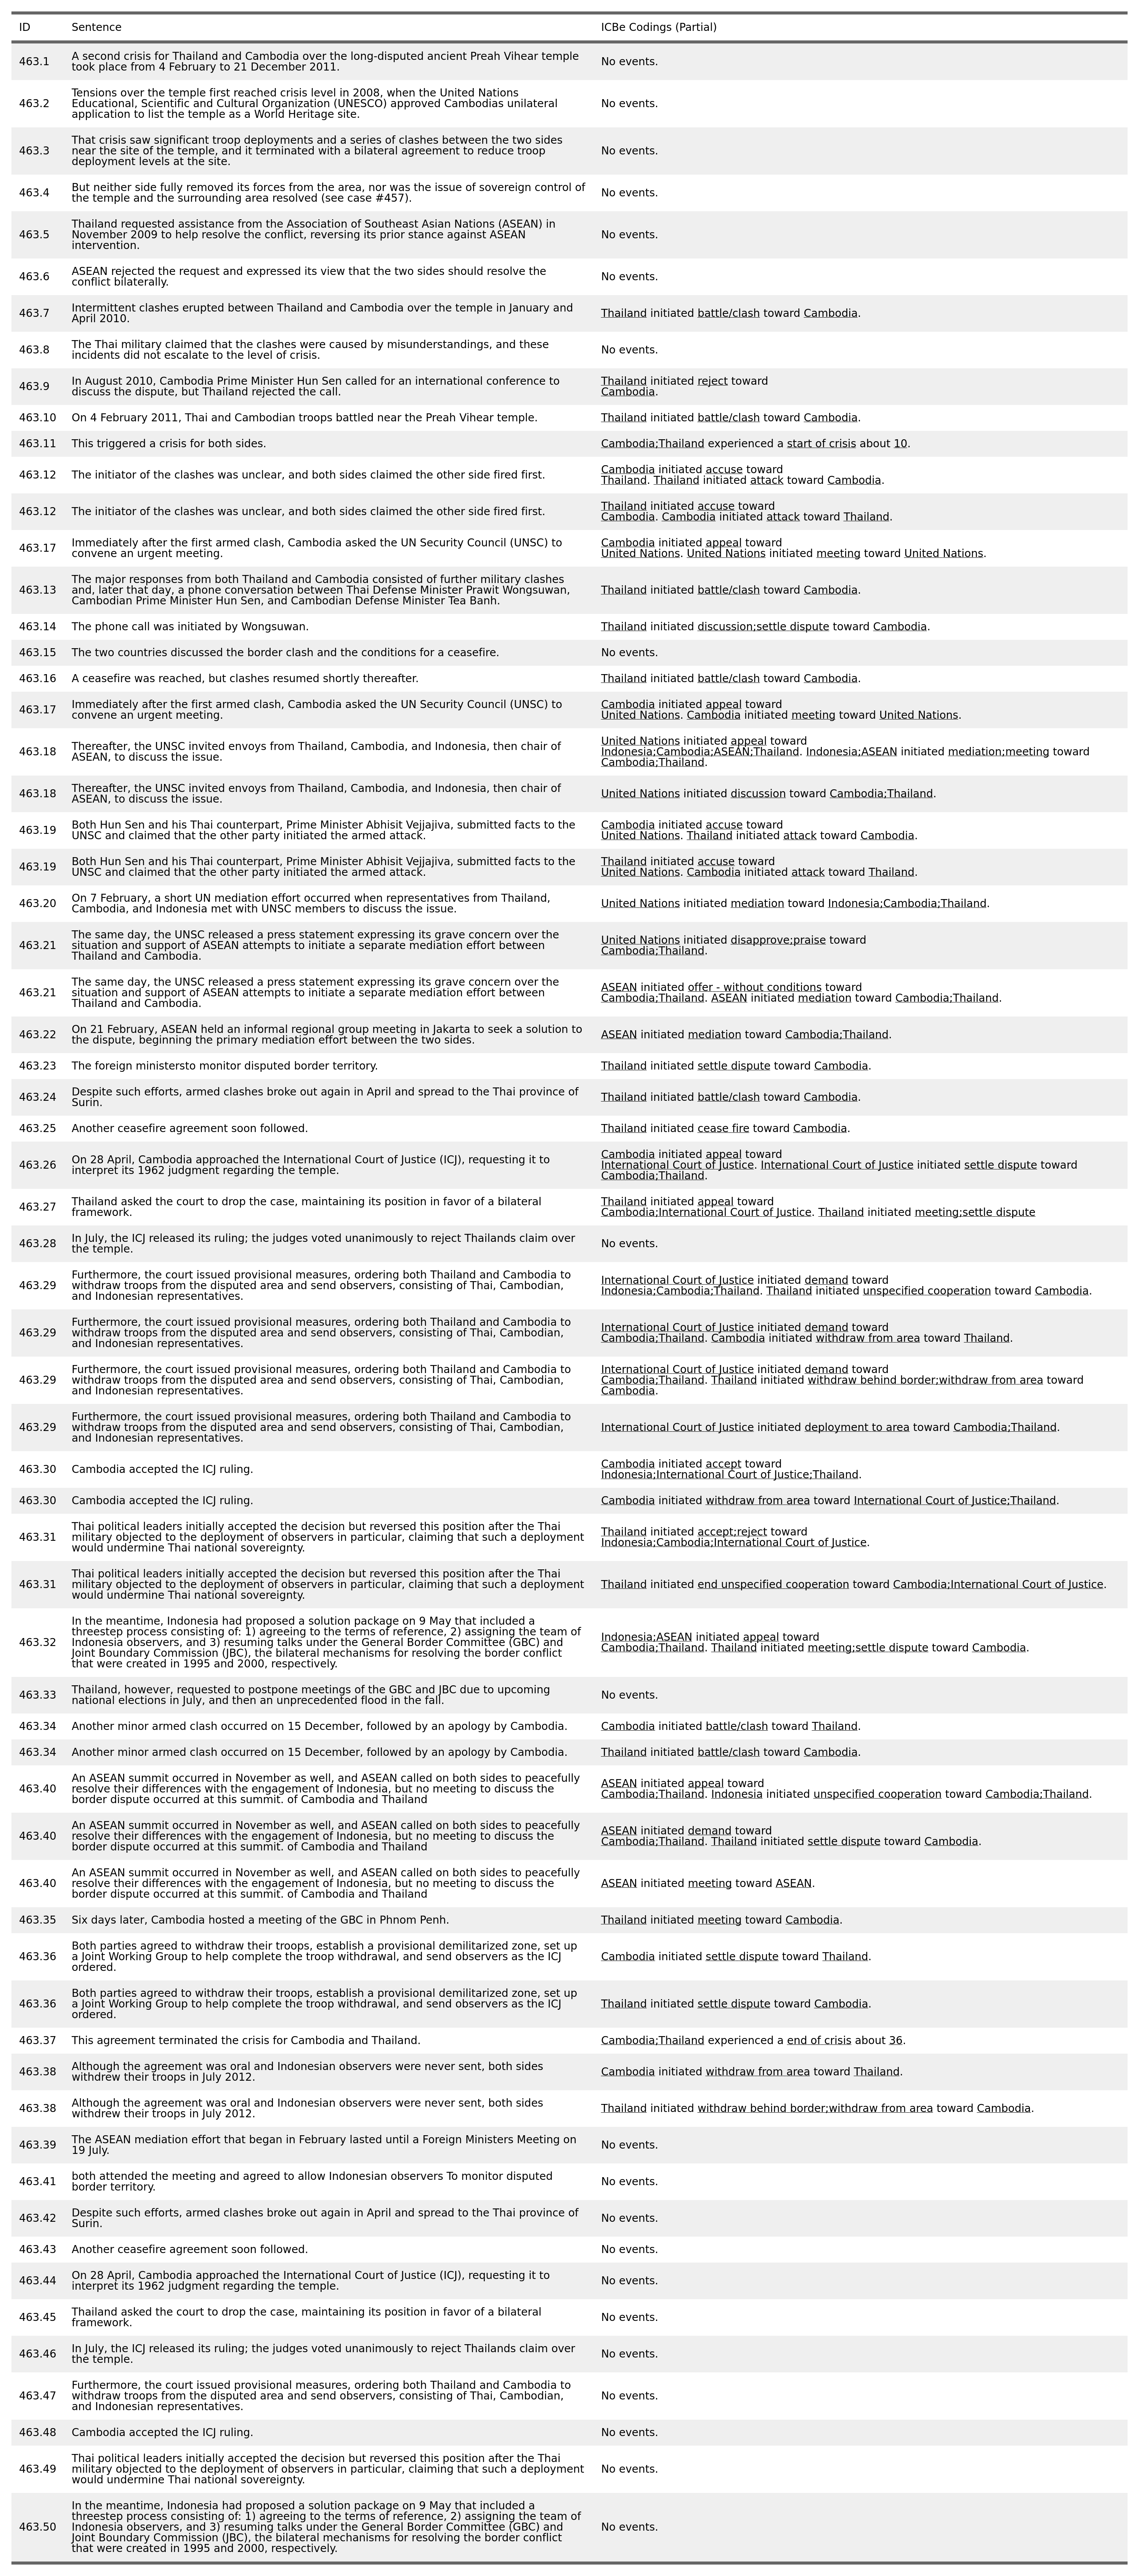 ID Sentence ICBe Codings (Partial)
463.1 A second crisis for Thailand and Cambodia over the long-disputed ancient Preah Vihear temple
took place from 4 February to 21 December 2011. No events.
463.2 Tensions over the temple first reached crisis level in 2008, when the United Nations
Educational, Scientific and Cultural Organization (UNESCO) approved Cambodias unilateral
application to list the temple as a World Heritage site. No events.
463.3 That crisis saw significant troop deployments and a series of clashes between the two sides
near the site of the temple, and it terminated with a bilateral agreement to reduce troop
deployment levels at the site. No events.
463.4 But neither side fully removed its forces from the area, nor was the issue of sovereign control of
the temple and the surrounding area resolved (see case #457). No events.
463.5 Thailand requested assistance from the Association of Southeast Asian Nations (ASEAN) in
November 2009 to help resolve the conflict, reversing its prior stance against ASEAN
intervention. No events.
463.6 ASEAN rejected the request and expressed its view that the two sides should resolve the
conflict bilaterally. No events.
463.7 Intermittent clashes erupted between Thailand and Cambodia over the temple in January and
April 2010. Thailand initiated battle/clash toward Cambodia.
463.8 The Thai military claimed that the clashes were caused by misunderstandings, and these
incidents did not escalate to the level of crisis. No events.
463.9 In August 2010, Cambodia Prime Minister Hun Sen called for an international conference to
discuss the dispute, but Thailand rejected the call. Thailand initiated reject toward
Cambodia.
463.10 On 4 February 2011, Thai and Cambodian troops battled near the Preah Vihear temple. Thailand initiated battle/clash toward Cambodia.
463.11 This triggered a crisis for both sides. Cambodia;Thailand experienced a start of crisis about 10.
463.12 The initiator of the clashes was unclear, and both sides claimed the other side fired first. Cambodia initiated accuse toward
Thailand. Thailand initiated attack toward Cambodia.
463.12 The initiator of the clashes was unclear, and both sides claimed the other side fired first. Thailand initiated accuse toward
Cambodia. Cambodia initiated attack toward Thailand.
463.17 Immediately after the first armed clash, Cambodia asked the UN Security Council (UNSC) to
convene an urgent meeting. Cambodia initiated appeal toward
United Nations. United Nations initiated meeting toward United Nations.
463.13 The major responses from both Thailand and Cambodia consisted of further military clashes
and, later that day, a phone conversation between Thai Defense Minister Prawit Wongsuwan,
Cambodian Prime Minister Hun Sen, and Cambodian Defense Minister Tea Banh. Thailand initiated battle/clash toward Cambodia.
463.14 The phone call was initiated by Wongsuwan. Thailand initiated discussion;settle dispute toward Cambodia.
463.15 The two countries discussed the border clash and the conditions for a ceasefire. No events.
463.16 A ceasefire was reached, but clashes resumed shortly thereafter. Thailand initiated battle/clash toward Cambodia.
463.17 Immediately after the first armed clash, Cambodia asked the UN Security Council (UNSC) to
convene an urgent meeting. Cambodia initiated appeal toward
United Nations. Cambodia initiated meeting toward United Nations.
463.18 Thereafter, the UNSC invited envoys from Thailand, Cambodia, and Indonesia, then chair of
ASEAN, to discuss the issue. United Nations initiated appeal toward
Indonesia;Cambodia;ASEAN;Thailand. Indonesia;ASEAN initiated mediation;meeting toward
Cambodia;Thailand.
463.18 Thereafter, the UNSC invited envoys from Thailand, Cambodia, and Indonesia, then chair of
ASEAN, to discuss the issue. United Nations initiated discussion toward Cambodia;Thailand.
463.19 Both Hun Sen and his Thai counterpart, Prime Minister Abhisit Vejjajiva, submitted facts to the
UNSC and claimed that the other party initiated the armed attack. Cambodia initiated accuse toward
United Nations. Thailand initiated attack toward Cambodia.
463.19 Both Hun Sen and his Thai counterpart, Prime Minister Abhisit Vejjajiva, submitted facts to the
UNSC and claimed that the other party initiated the armed attack. Thailand initiated accuse toward
United Nations. Cambodia initiated attack toward Thailand.
463.20 On 7 February, a short UN mediation effort occurred when representatives from Thailand,
Cambodia, and Indonesia met with UNSC members to discuss the issue. United Nations initiated mediation toward Indonesia;Cambodia;Thailand.
463.21 The same day, the UNSC released a press statement expressing its grave concern over the
situation and support of ASEAN attempts to initiate a separate mediation effort between
Thailand and Cambodia. United Nations initiated disapprove;praise toward
Cambodia;Thailand.
463.21 The same day, the UNSC released a press statement expressing its grave concern over the
situation and support of ASEAN attempts to initiate a separate mediation effort between
Thailand and Cambodia. ASEAN initiated offer - without conditions toward
Cambodia;Thailand. ASEAN initiated mediation toward Cambodia;Thailand.
463.22 On 21 February, ASEAN held an informal regional group meeting in Jakarta to seek a solution to
the dispute, beginning the primary mediation effort between the two sides. ASEAN initiated mediation toward Cambodia;Thailand.
463.23 The foreign ministersto monitor disputed border territory. Thailand initiated settle dispute toward Cambodia.
463.24 Despite such efforts, armed clashes broke out again in April and spread to the Thai province of
Surin. Thailand initiated battle/clash toward Cambodia.
463.25 Another ceasefire agreement soon followed. Thailand initiated cease fire toward Cambodia.
463.26 On 28 April, Cambodia approached the International Court of Justice (ICJ), requesting it to
interpret its 1962 judgment regarding the temple. Cambodia initiated appeal toward
International Court of Justice. International Court of Justice initiated settle dispute toward
Cambodia;Thailand.
463.27 Thailand asked the court to drop the case, maintaining its position in favor of a bilateral
framework. Thailand initiated appeal toward
Cambodia;International Court of Justice. Thailand initiated meeting;settle dispute
463.28 In July, the ICJ released its ruling; the judges voted unanimously to reject Thailands claim over
the temple. No events.
463.29 Furthermore, the court issued provisional measures, ordering both Thailand and Cambodia to
withdraw troops from the disputed area and send observers, consisting of Thai, Cambodian,
and Indonesian representatives. International Court of Justice initiated demand toward
Indonesia;Cambodia;Thailand. Thailand initiated unspecified cooperation toward Cambodia.
463.29 Furthermore, the court issued provisional measures, ordering both Thailand and Cambodia to
withdraw troops from the disputed area and send observers, consisting of Thai, Cambodian,
and Indonesian representatives. International Court of Justice initiated demand toward
Cambodia;Thailand. Cambodia initiated withdraw from area toward Thailand.
463.29 Furthermore, the court issued provisional measures, ordering both Thailand and Cambodia to
withdraw troops from the disputed area and send observers, consisting of Thai, Cambodian,
and Indonesian representatives. International Court of Justice initiated demand toward
Cambodia;Thailand. Thailand initiated withdraw behind border;withdraw from area toward
Cambodia.
463.29 Furthermore, the court issued provisional measures, ordering both Thailand and Cambodia to
withdraw troops from the disputed area and send observers, consisting of Thai, Cambodian,
and Indonesian representatives. International Court of Justice initiated deployment to area toward Cambodia;Thailand.
463.30 Cambodia accepted the ICJ ruling. Cambodia initiated accept toward
Indonesia;International Court of Justice;Thailand.
463.30 Cambodia accepted the ICJ ruling. Cambodia initiated withdraw from area toward International Court of Justice;Thailand.
463.31 Thai political leaders initially accepted the decision but reversed this position after the Thai
military objected to the deployment of observers in particular, claiming that such a deployment
would undermine Thai national sovereignty. Thailand initiated accept;reject toward
Indonesia;Cambodia;International Court of Justice.
463.31 Thai political leaders initially accepted the decision but reversed this position after the Thai
military objected to the deployment of observers in particular, claiming that such a deployment
would undermine Thai national sovereignty. Thailand initiated end unspecified cooperation toward Cambodia;International Court of Justice.
463.32 In the meantime, Indonesia had proposed a solution package on 9 May that included a
threestep process consisting of: 1) agreeing to the terms of reference, 2) assigning the team of
Indonesia observers, and 3) resuming talks under the General Border Committee (GBC) and
Joint Boundary Commission (JBC), the bilateral mechanisms for resolving the border conflict
that were created in 1995 and 2000, respectively. Indonesia;ASEAN initiated appeal toward
Cambodia;Thailand. Thailand initiated meeting;settle dispute toward Cambodia.
463.33 Thailand, however, requested to postpone meetings of the GBC and JBC due to upcoming
national elections in July, and then an unprecedented flood in the fall. No events.
463.34 Another minor armed clash occurred on 15 December, followed by an apology by Cambodia. Cambodia initiated battle/clash toward Thailand.
463.34 Another minor armed clash occurred on 15 December, followed by an apology by Cambodia. Thailand initiated battle/clash toward Cambodia.
463.40 An ASEAN summit occurred in November as well, and ASEAN called on both sides to peacefully
resolve their differences with the engagement of Indonesia, but no meeting to discuss the
border dispute occurred at this summit. of Cambodia and Thailand ASEAN initiated appeal toward
Cambodia;Thailand. Indonesia initiated unspecified cooperation toward Cambodia;Thailand.
463.40 An ASEAN summit occurred in November as well, and ASEAN called on both sides to peacefully
resolve their differences with the engagement of Indonesia, but no meeting to discuss the
border dispute occurred at this summit. of Cambodia and Thailand ASEAN initiated demand toward
Cambodia;Thailand. Thailand initiated settle dispute toward Cambodia.
463.40 An ASEAN summit occurred in November as well, and ASEAN called on both sides to peacefully
resolve their differences with the engagement of Indonesia, but no meeting to discuss the
border dispute occurred at this summit. of Cambodia and Thailand ASEAN initiated meeting toward ASEAN.
463.35 Six days later, Cambodia hosted a meeting of the GBC in Phnom Penh. Thailand initiated meeting toward Cambodia.
463.36 Both parties agreed to withdraw their troops, establish a provisional demilitarized zone, set up
a Joint Working Group to help complete the troop withdrawal, and send observers as the ICJ
ordered. Cambodia initiated settle dispute toward Thailand.
463.36 Both parties agreed to withdraw their troops, establish a provisional demilitarized zone, set up
a Joint Working Group to help complete the troop withdrawal, and send observers as the ICJ
ordered. Thailand initiated settle dispute toward Cambodia.
463.37 This agreement terminated the crisis for Cambodia and Thailand. Cambodia;Thailand experienced a end of crisis about 36.
463.38 Although the agreement was oral and Indonesian observers were never sent, both sides
withdrew their troops in July 2012. Cambodia initiated withdraw from area toward Thailand.
463.38 Although the agreement was oral and Indonesian observers were never sent, both sides
withdrew their troops in July 2012. Thailand initiated withdraw behind border;withdraw from area toward Cambodia.
463.39 The ASEAN mediation effort that began in February lasted until a Foreign Ministers Meeting on
19 July. No events.
463.41 both attended the meeting and agreed to allow Indonesian observers To monitor disputed
border territory. No events.
463.42 Despite such efforts, armed clashes broke out again in April and spread to the Thai province of
Surin. No events.
463.43 Another ceasefire agreement soon followed. No events.
463.44 On 28 April, Cambodia approached the International Court of Justice (ICJ), requesting it to
interpret its 1962 judgment regarding the temple. No events.
463.45 Thailand asked the court to drop the case, maintaining its position in favor of a bilateral
framework. No events.
463.46 In July, the ICJ released its ruling; the judges voted unanimously to reject Thailands claim over
the temple. No events.
463.47 Furthermore, the court issued provisional measures, ordering both Thailand and Cambodia to
withdraw troops from the disputed area and send observers, consisting of Thai, Cambodian,
and Indonesian representatives. No events.
463.48 Cambodia accepted the ICJ ruling. No events.
463.49 Thai political leaders initially accepted the decision but reversed this position after the Thai
military objected to the deployment of observers in particular, claiming that such a deployment
would undermine Thai national sovereignty. No events.
463.50 In the meantime, Indonesia had proposed a solution package on 9 May that included a
threestep process consisting of: 1) agreeing to the terms of reference, 2) assigning the team of
Indonesia observers, and 3) resuming talks under the General Border Committee (GBC) and
Joint Boundary Commission (JBC), the bilateral mechanisms for resolving the border conflict
that were created in 1995 and 2000, respectively. No events.